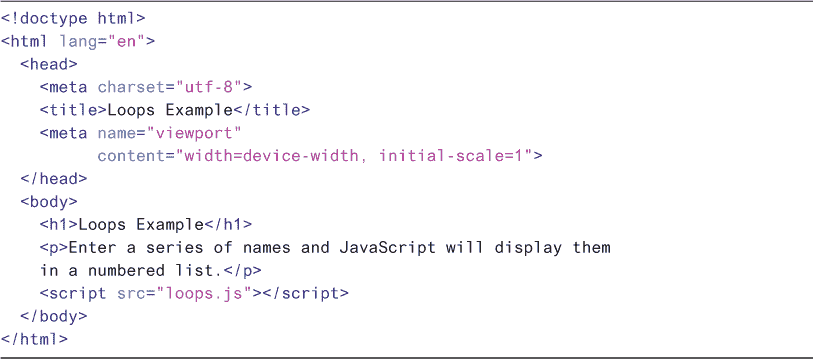 <!doctype html>
<html lang="en">
  <head>
    <meta charset="utf-8">
    <title>Loops Example</title>
    <meta name="viewport"
          content="width=device-width, initial-scale=1">
  </head>
  <body>
    <h1>Loops Example</h1>
    <p>Enter a series of names and JavaScript will display them
    in a numbered list.</p>
    <script src="loops.js"></script>
  </body>
</html>